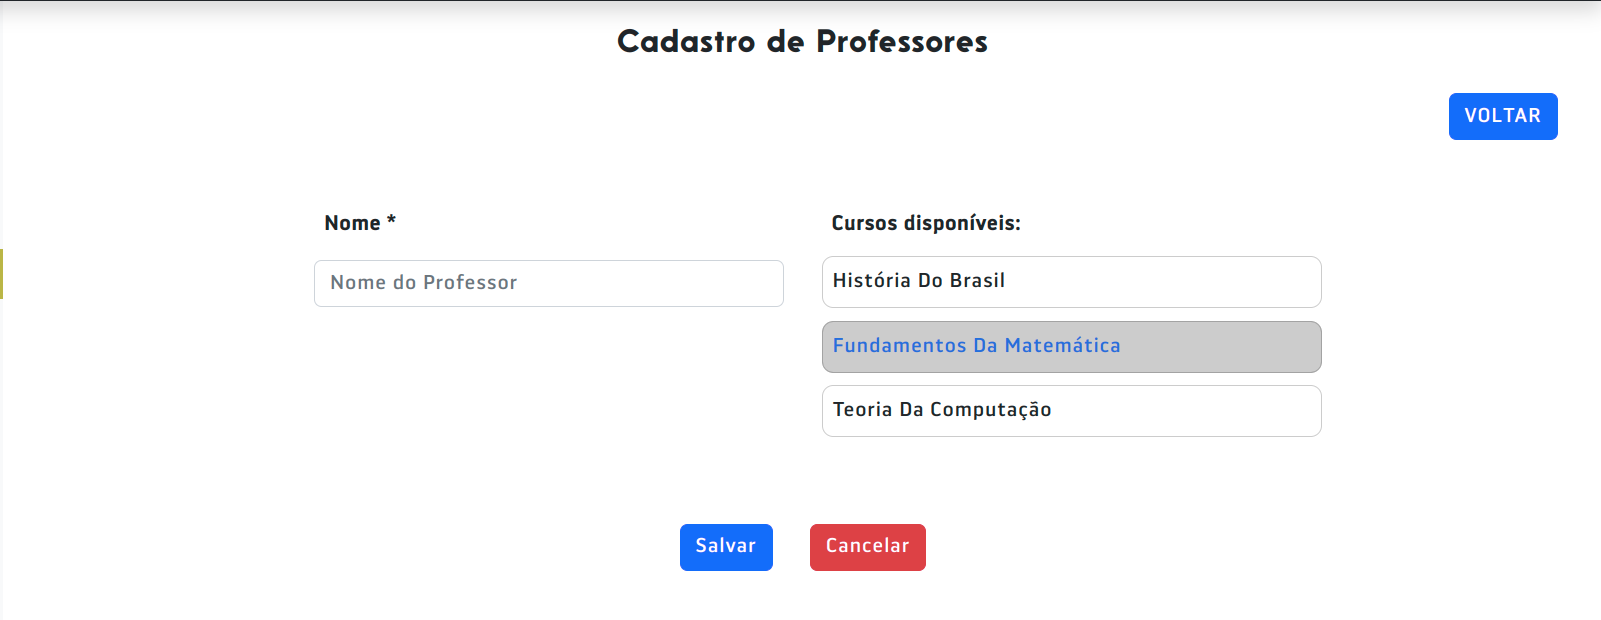 Cadastro de Professores
VOLTAR
Nome *
Nome do Professor
Cursos disponíveis:
História Do Brasil
Fundamentos Da Matemática
Teoria Da Computação
Salvar
Cancelar